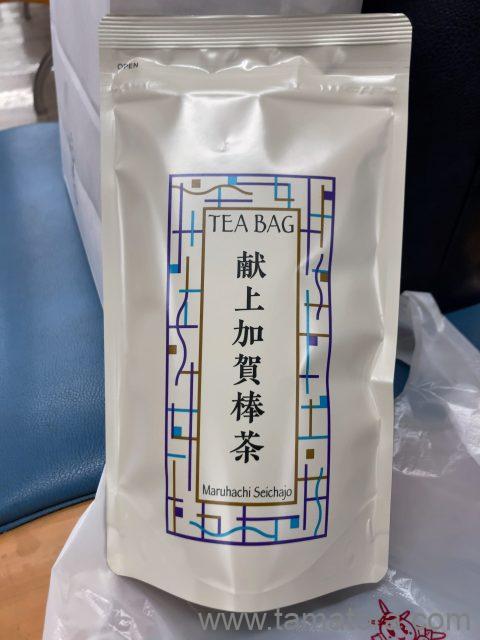 OPEN
TEA BAG
献上加賀棒茶
Maruhachi Seichajo